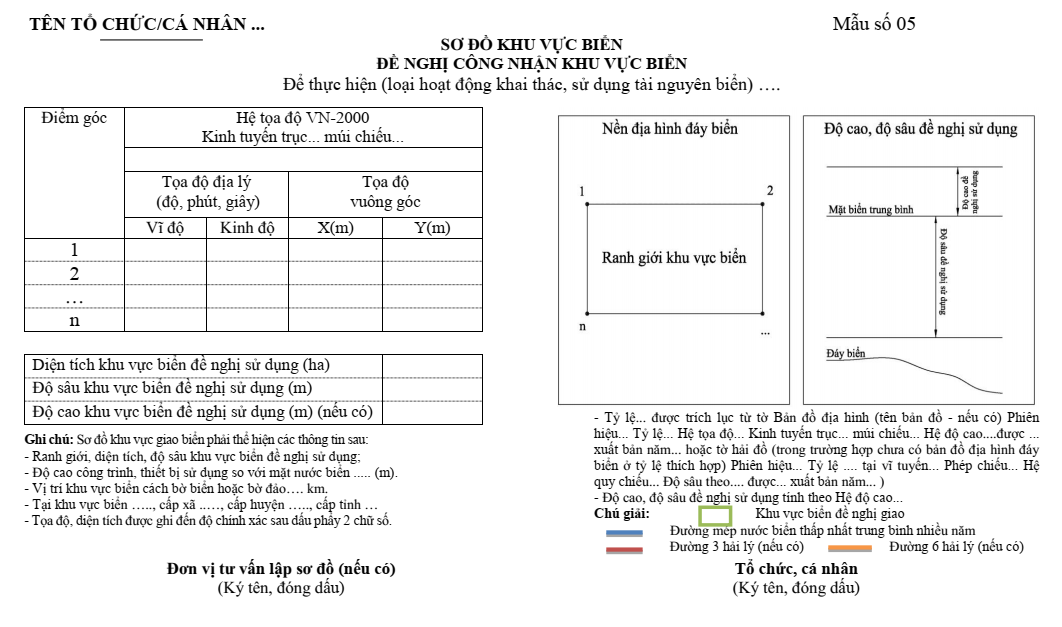 TÊN TỔ CHỨC/CÁ NHÂN ...
Mẫu số 05
SƠ ĐỒ KHU VỰC BIỂN
ĐỀ NGHỊ CÔNG NHẬN KHU VỰC BIỂN
Để thực hiện (loại hoạt động khai thác, sử dụng tài nguyên biển) ….
Điểm góc
Hệ tọa độ VN-2000
Kinh tuyến trục... múi chiếu...
Tọa độ địa lý
(độ, phút, giây)
Tọa độ
vuông góc
Vĩ độ
Kinh độ
X(m)
Y(m)
1
2
…
n
Diện tích khu vực biển đề nghị sử dụng (ha)
Độ sâu khu vực biển đề nghị sử dụng (m)
Độ cao khu vực biển đề nghị sử dụng (m) (nếu có)
Ghi chú: Sơ đồ khu vực giao biển phải thể hiện các thông tin sau:
- Ranh giới, diện tích, độ sâu khu vực biển đề nghị sử dụng;
- Độ cao công trình, thiết bị sử dụng so với mặt nước biển ..... (m).
- Vị trí khu vực biển cách bờ biển hoặc bờ đảo…. km.
- Tại khu vực biển ….., cấp xã ..…, cấp huyện ….., cấp tỉnh …
- Tọa độ, diện tích được ghi đến độ chính xác sau dấu phẩy 2 chữ số.
Đơn vị tư vấn lập sơ đồ (nếu có)
(Ký tên, đóng dấu)
Nền địa hình đáy biển
1
2
Ranh giới khu vực biển
n
...
Độ cao, độ sâu đề nghị sử dụng
Độ cao đề
nghị sử dụng
Mặt biển trung bình
Độ sâu đề nghị sử dụng
Đáy biển
- Tỷ lệ... được trích lục từ tờ Bản đồ địa hình (tên bản đồ - nếu có) Phiên
hiệu... Tỷ lệ... Hệ tọa độ... Kinh tuyến trục... múi chiếu... Hệ độ cao....được ...
xuất bản năm... hoặc tờ hải đồ (trong trường hợp chưa có bản đồ địa hình đáy
biển ở tỷ lệ thích hợp) Phiên hiệu... Tỷ lệ .... tại vĩ tuyến... Phép chiếu... Hệ
quy chiếu... Độ sâu theo.... được... xuất bản năm... )
- Độ cao, độ sâu đề nghị sử dụng tính theo Hệ độ cao...
Chú giải:
Khu vực biển đề nghị giao
Đường mép nước biển thấp nhất trung bình nhiều năm
Đường 3 hải lý (nếu có)
Đường 6 hải lý (nếu có)
Tổ chức, cá nhân
(Ký tên, đóng dấu)